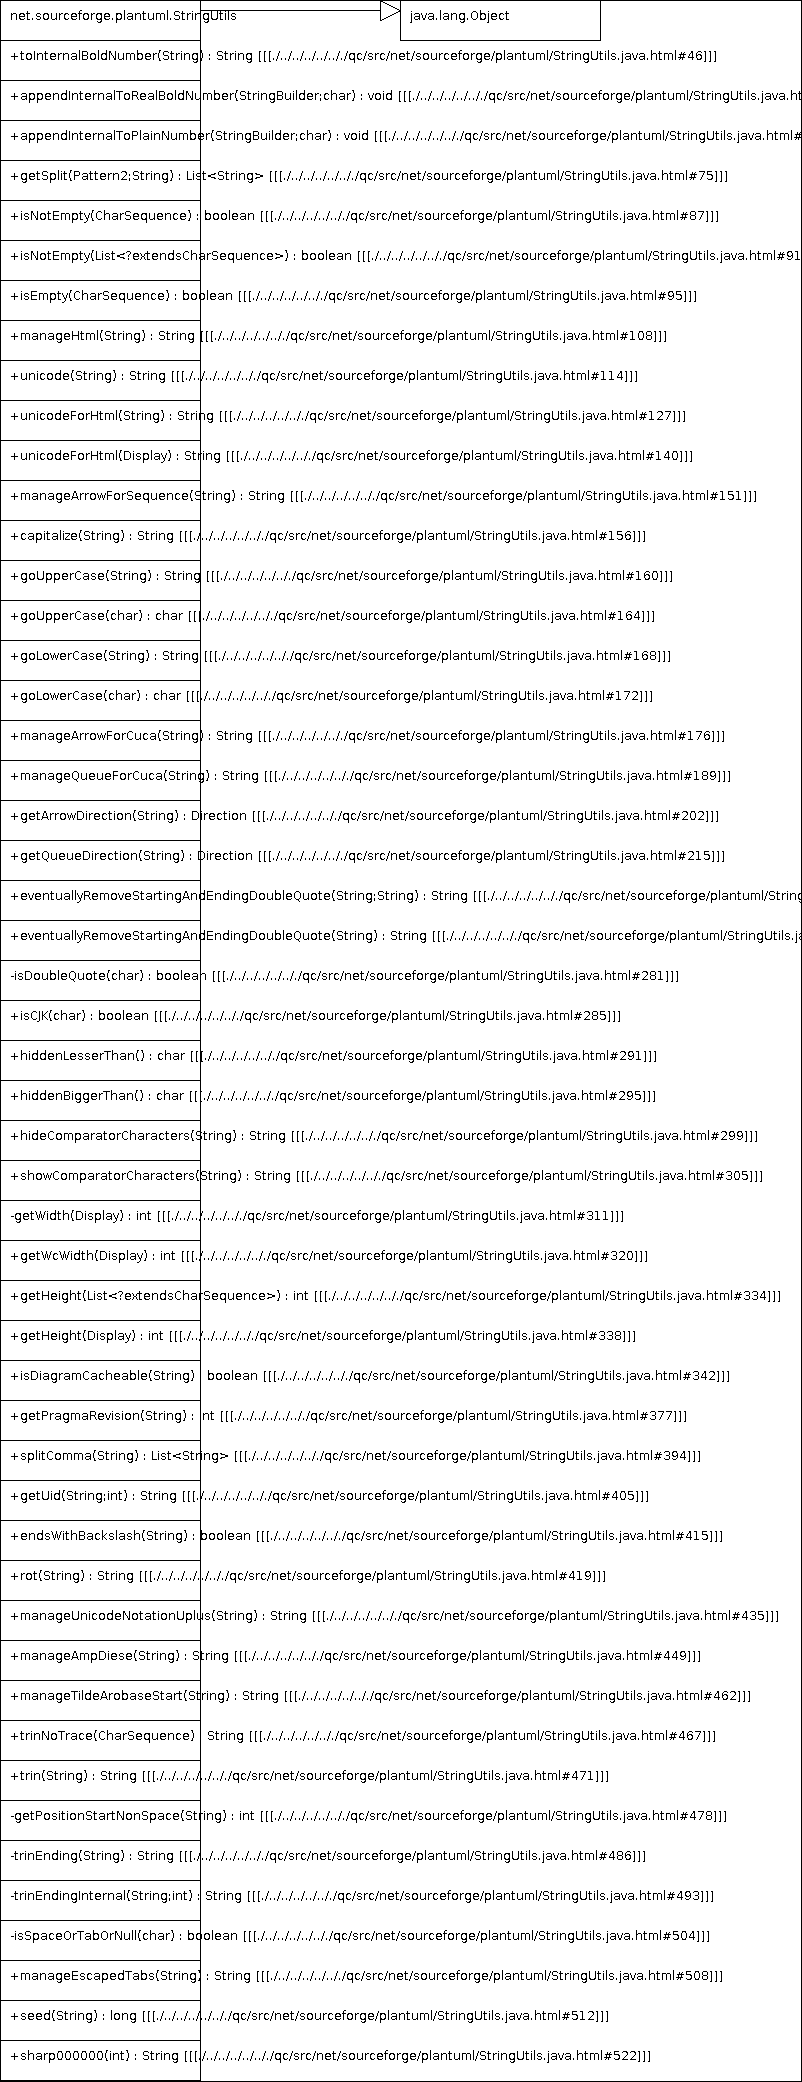 net.sourceforge.plantuml.StringUtils
java.lang.Object
+toInternalBoldNumber(String) : String [[[./../../../../../qc/src/net/sourceforge/plantuml/StringUtils.java.html#46]]]
+appendInternalToRealBoldNumber(StringBuilder;char) : void [[[./../../../../../qc/src/net/sourceforge/plantuml/StringUtils.java.ht
+appendInternalToPlainNumber(StringBuilder;char) : void [[[./../../../../../qc/src/net/sourceforge/plantuml/StringUtils.java.html#
+getSplit(Pattern2;String) : List<String> [[[./../../../../../qc/src/net/sourceforge/plantuml/StringUtils.java.html#75]]]
+isNotEmpty(CharSequence) : boolean [[[./../../../../../qc/src/net/sourceforge/plantuml/StringUtils.java.html#87]]]
+isNotEmpty(List<?extendsCharSequence>) : boolean [[[./../../../../../qc/src/net/sourceforge/plantuml/StringUtils.java.html#91
+isEmpty(CharSequence) : boolean [[[./../../../../../qc/src/net/sourceforge/plantuml/StringUtils.java.html#95]]]
+manageHtml(String) : String [[[./../../../../../qc/src/net/sourceforge/plantuml/StringUtils.java.html#108]]]
+unicode(String) : String [[[./../../../../../qc/src/net/sourceforge/plantuml/StringUtils.java.html#114]]]
+unicodeForHtml(String) : String [[[./../../../../../qc/src/net/sourceforge/plantuml/StringUtils.java.html#127]]]
+unicodeForHtml(Display) : String [[[./../../../../../qc/src/net/sourceforge/plantuml/StringUtils.java.html#140]]]
+manageArrowForSequence(String) : String [[[./../../../../../qc/src/net/sourceforge/plantuml/StringUtils.java.html#151]]]
+capitalize(String) : String [[[./../../../../../qc/src/net/sourceforge/plantuml/StringUtils.java.html#156]]]
+goUpperCase(String) : String [[[./../../../../../qc/src/net/sourceforge/plantuml/StringUtils.java.html#160]]]
+goUpperCase(char) : char [[[./../../../../../qc/src/net/sourceforge/plantuml/StringUtils.java.html#164]]]
+goLowerCase(String) : String [[[./../../../../../qc/src/net/sourceforge/plantuml/StringUtils.java.html#168]]]
+goLowerCase(char) : char [[[./../../../../../qc/src/net/sourceforge/plantuml/StringUtils.java.html#172]]]
+manageArrowForCuca(String) : String [[[./../../../../../qc/src/net/sourceforge/plantuml/StringUtils.java.html#176]]]
+manageQueueForCuca(String) : String [[[./../../../../../qc/src/net/sourceforge/plantuml/StringUtils.java.html#189]]]
+getArrowDirection(String) : Direction [[[./../../../../../qc/src/net/sourceforge/plantuml/StringUtils.java.html#202]]]
+getQueueDirection(String) : Direction [[[./../../../../../qc/src/net/sourceforge/plantuml/StringUtils.java.html#215]]]
+eventuallyRemoveStartingAndEndingDoubleQuote(String;String) : String [[[./../../../../../qc/src/net/sourceforge/plantuml/String
+eventuallyRemoveStartingAndEndingDoubleQuote(String) : String [[[./../../../../../qc/src/net/sourceforge/plantuml/StringUtils.ja
-isDoubleQuote(char) : boolean [[[./../../../../../qc/src/net/sourceforge/plantuml/StringUtils.java.html#281]]]
+isCJK(char) : boolean [[[./../../../../../qc/src/net/sourceforge/plantuml/StringUtils.java.html#285]]]
+hiddenLesserThan() : char [[[./../../../../../qc/src/net/sourceforge/plantuml/StringUtils.java.html#291]]]
+hiddenBiggerThan() : char [[[./../../../../../qc/src/net/sourceforge/plantuml/StringUtils.java.html#295]]]
+hideComparatorCharacters(String) : String [[[./../../../../../qc/src/net/sourceforge/plantuml/StringUtils.java.html#299]]]
+showComparatorCharacters(String) : String [[[./../../../../../qc/src/net/sourceforge/plantuml/StringUtils.java.html#305]]]
-getWidth(Display) : int [[[./../../../../../qc/src/net/sourceforge/plantuml/StringUtils.java.html#311]]]
+getWcWidth(Display) : int [[[./../../../../../qc/src/net/sourceforge/plantuml/StringUtils.java.html#320]]]
+getHeight(List<?extendsCharSequence>) : int [[[./../../../../../qc/src/net/sourceforge/plantuml/StringUtils.java.html#334]]]
+getHeight(Display) : int [[[./../../../../../qc/src/net/sourceforge/plantuml/StringUtils.java.html#338]]]
+isDiagramCacheable(String) : boolean [[[./../../../../../qc/src/net/sourceforge/plantuml/StringUtils.java.html#342]]]
+getPragmaRevision(String) : int [[[./../../../../../qc/src/net/sourceforge/plantuml/StringUtils.java.html#377]]]
+splitComma(String) : List<String> [[[./../../../../../qc/src/net/sourceforge/plantuml/StringUtils.java.html#394]]]
+getUid(String;int) : String [[[./../../../../../qc/src/net/sourceforge/plantuml/StringUtils.java.html#405]]]
+endsWithBackslash(String) : boolean [[[./../../../../../qc/src/net/sourceforge/plantuml/StringUtils.java.html#415]]]
+rot(String) : String [[[./../../../../../qc/src/net/sourceforge/plantuml/StringUtils.java.html#419]]]
+manageUnicodeNotationUplus(String) : String [[[./../../../../../qc/src/net/sourceforge/plantuml/StringUtils.java.html#435]]]
+manageAmpDiese(String) : String [[[./../../../../../qc/src/net/sourceforge/plantuml/StringUtils.java.html#449]]]
+manageTildeArobaseStart(String) : String [[[./../../../../../qc/src/net/sourceforge/plantuml/StringUtils.java.html#462]]]
+trinNoTrace(CharSequence) : String [[[./../../../../../qc/src/net/sourceforge/plantuml/StringUtils.java.html#467]]]
+trin(String) : String [[[./../../../../../qc/src/net/sourceforge/plantuml/StringUtils.java.html#471]]]
-getPositionStartNonSpace(String) : int [[[./../../../../../qc/src/net/sourceforge/plantuml/StringUtils.java.html#478]]]
-trinEnding(String) : String [[[./../../../../../qc/src/net/sourceforge/plantuml/StringUtils.java.html#486]]]
-trinEndingInternal(String;int) : String [[[./../../../../../qc/src/net/sourceforge/plantuml/StringUtils.java.html#493]]]
-isSpaceOrTabOrNull(char) : boolean [[[./../../../../../qc/src/net/sourceforge/plantuml/StringUtils.java.html#504]]]
+manageEscapedTabs(String) : String [[[./../../../../../qc/src/net/sourceforge/plantuml/StringUtils.java.html#508]]]
+seed(String) : long [[[./../../../../../qc/src/net/sourceforge/plantuml/StringUtils.java.html#512]]]
+sharp000000(int) : String [[[./../../../../../qc/src/net/sourceforge/plantuml/StringUtils.java.html#522]]]